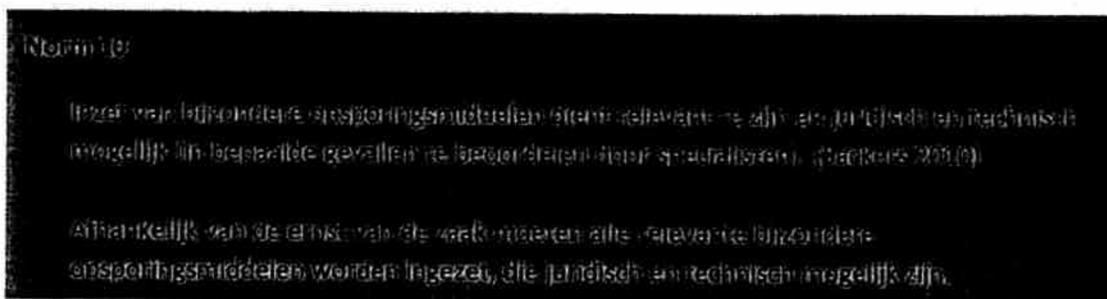 Norm 10
Inzet van bijzondere opsporingsmiddelen dient relevant te zijn en juridisch en technisch
mogelijk (in bepaalde gevallen te beoordelen door specialisten).
Afhankelijk van de ernst van de zaak moeten alle relevante bijzondere
opsporingsmiddelen worden ingezet, die juridisch en technisch mogelijk zijn.